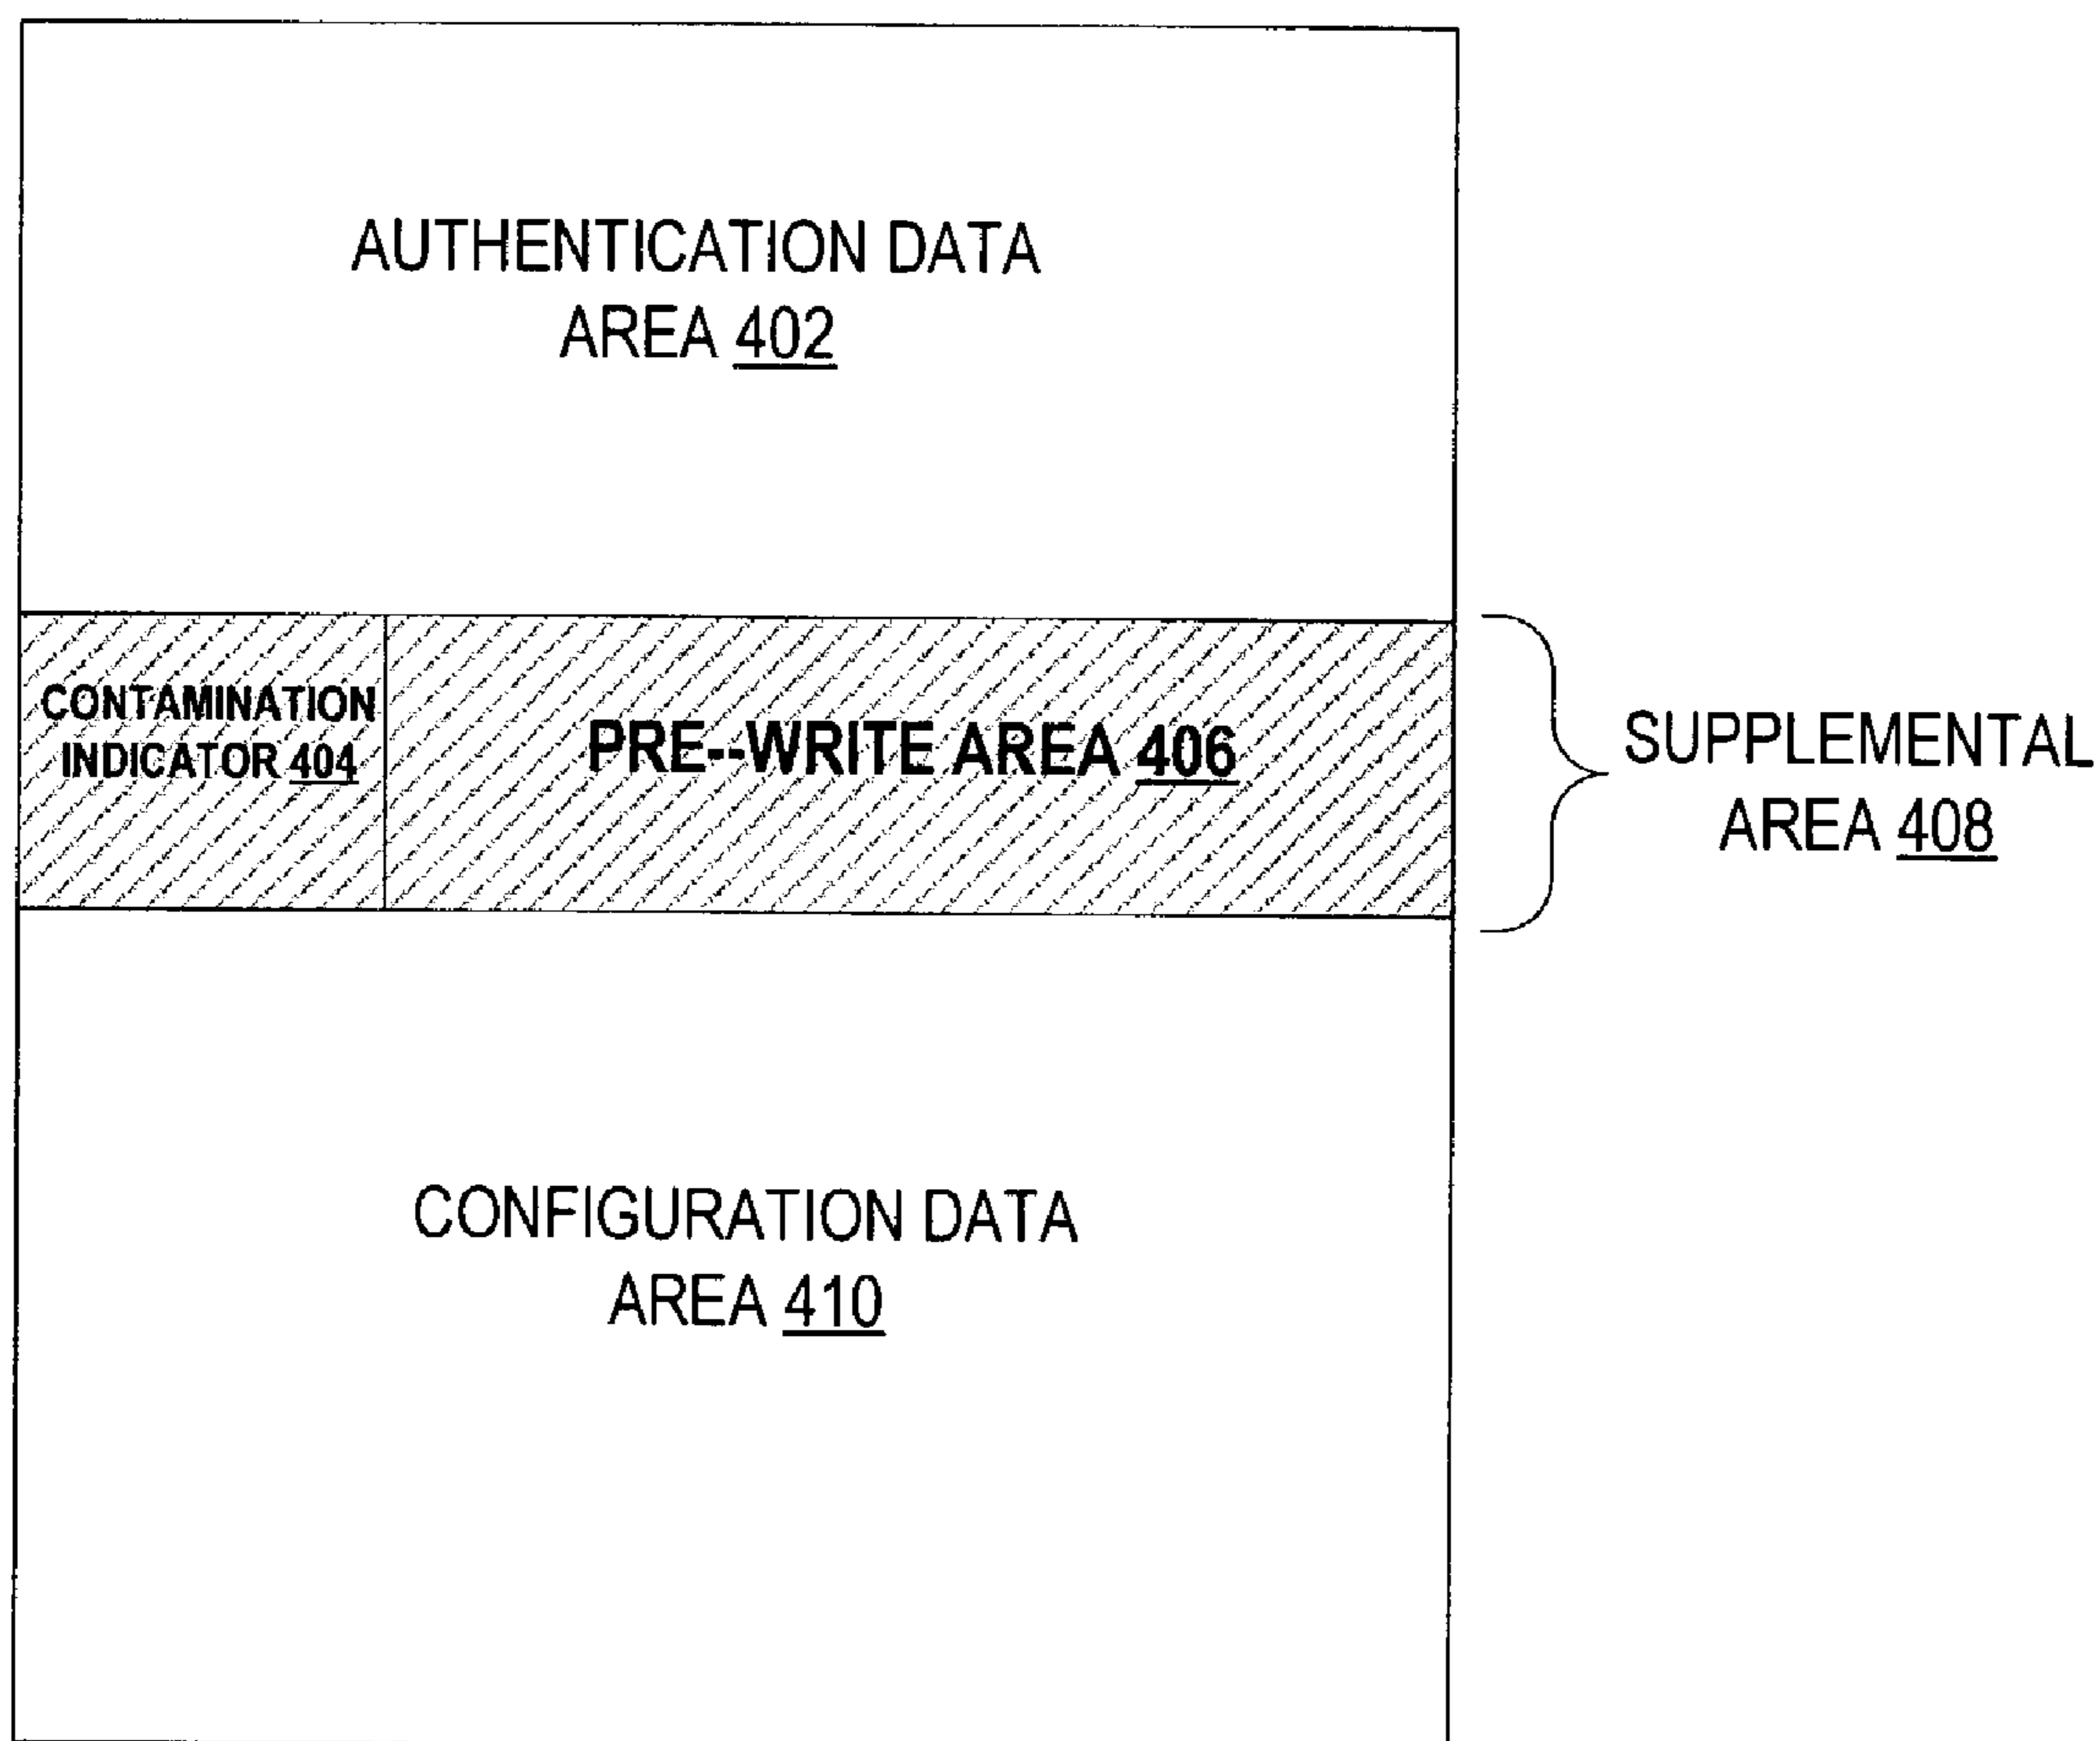 AUTHENTICATION DATA
AREA 402
CONTAMINATION
INDICATOR 404
PRE--WRITE AREA 406
SUPPLEMENTAL
AREA 408
CONFIGURATION DATA
AREA 410